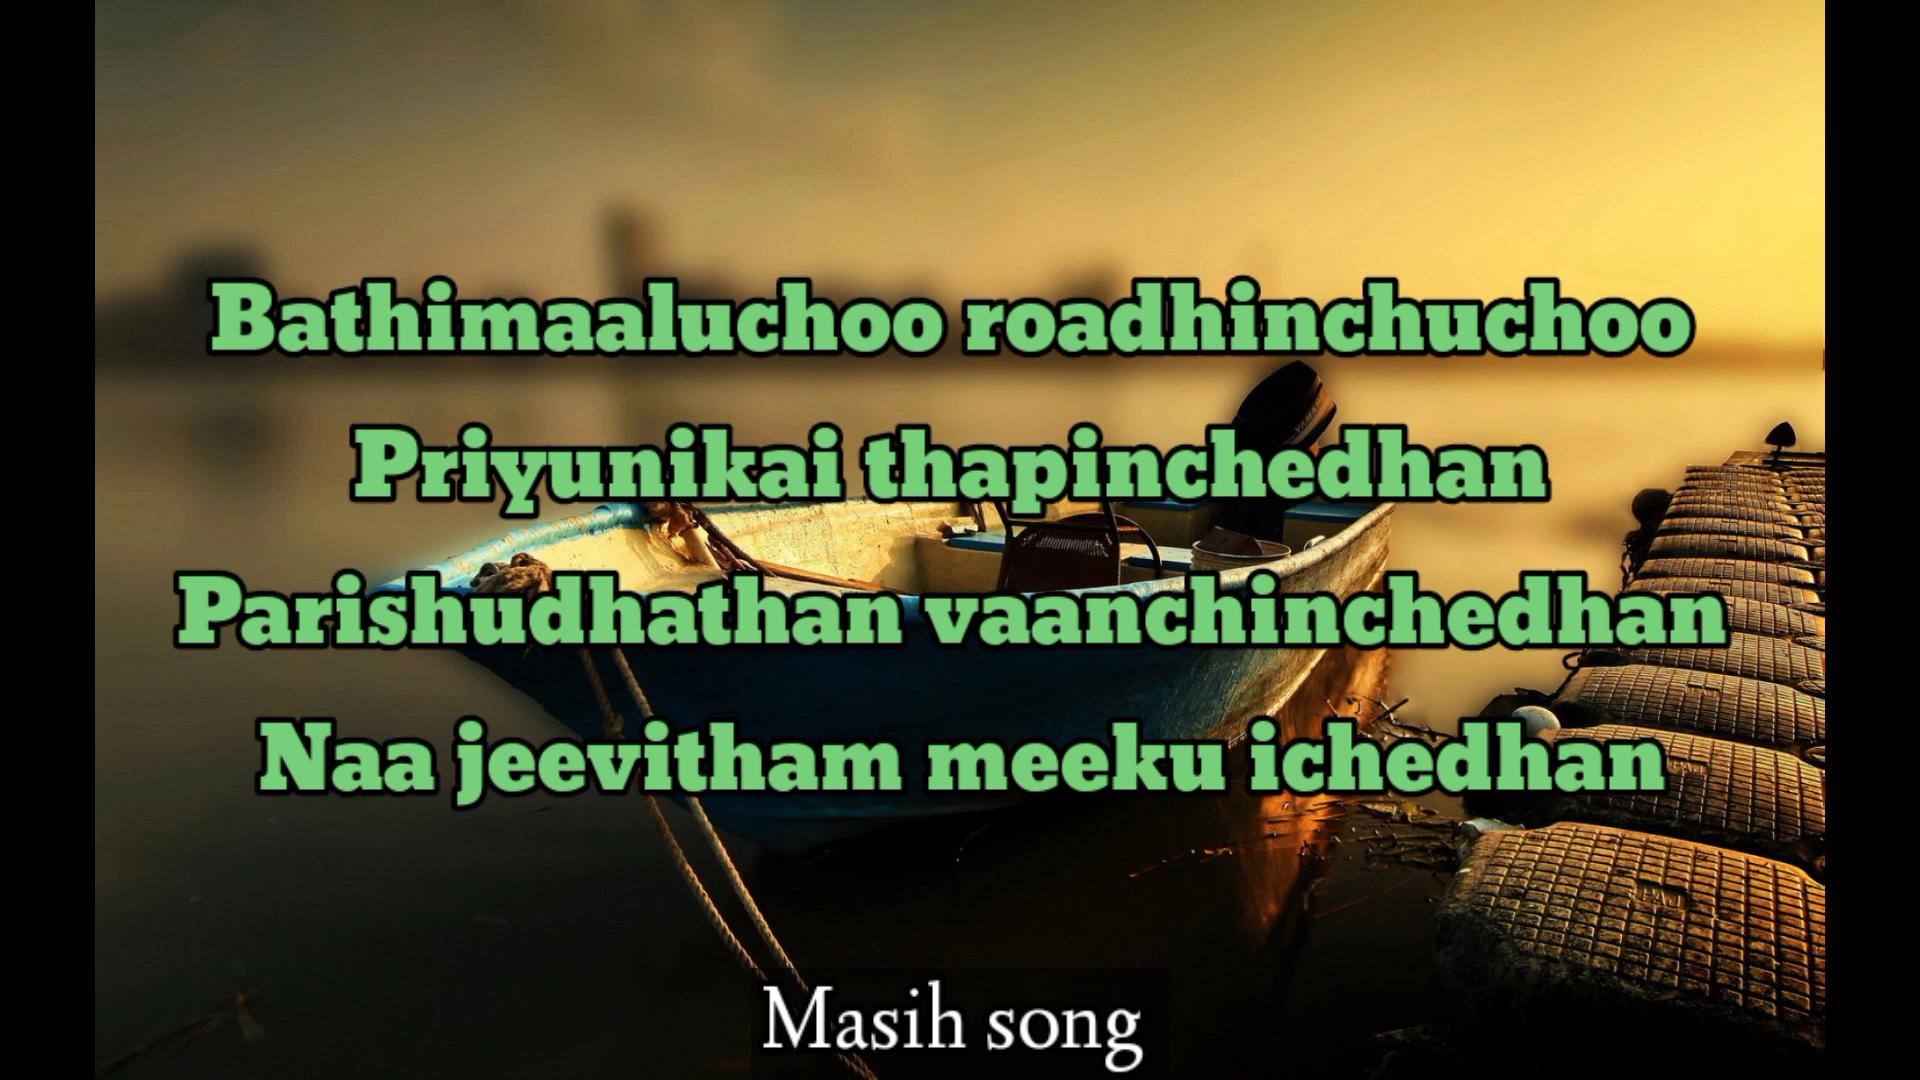 Bathimaaluchoo roadhinchuchoo
Priyunikai thapinchedhan
Parishudhathan vaanchinchedhan
Naa jeevitham meeku ichedhan
Masih song